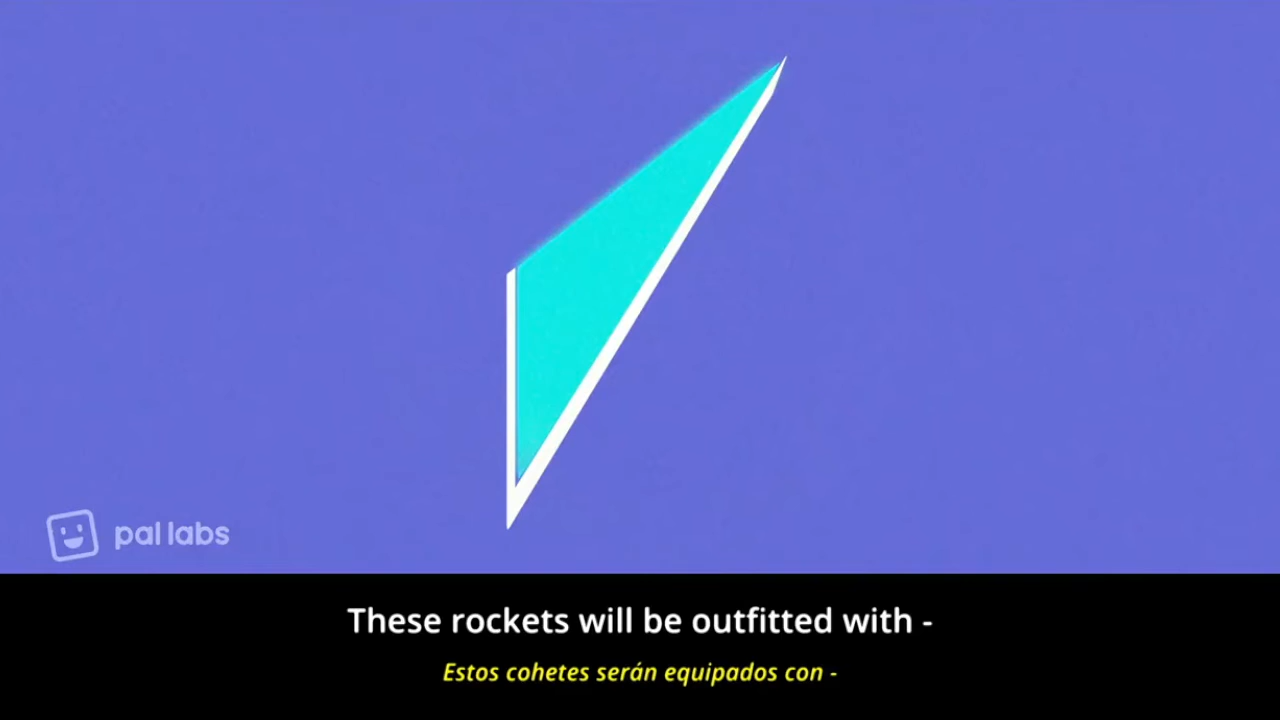 pal labs
These rockets will be outfitted with -
Estos cohetes serán equipados con -